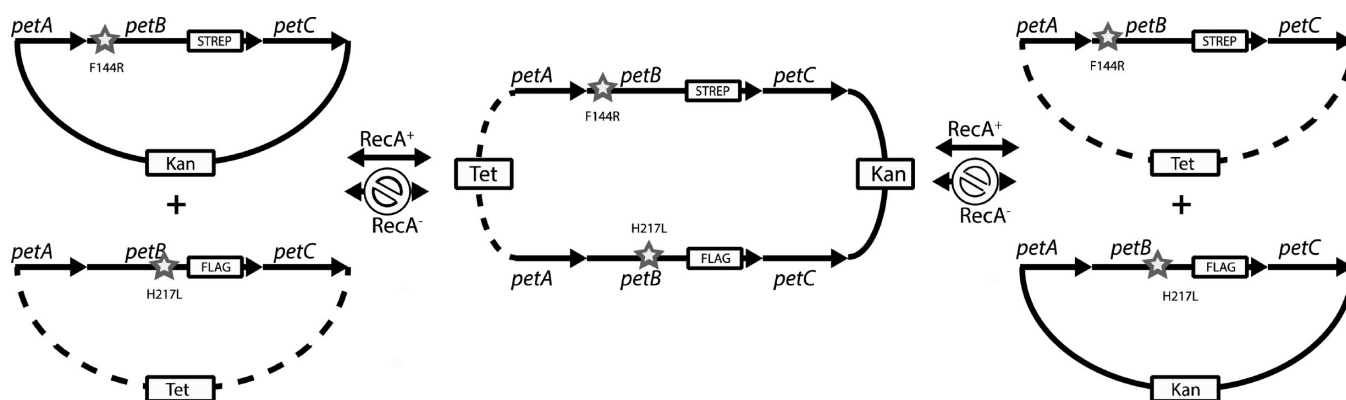 petA petB petC
STREP
F144R
Kan
+
petA petB petC
FLAG
H217L
Tet
RecA+
RecA-
petA petB petC
STREP
F144R
Tet
Kan
H217L
FLAG
petA petB petC
RecA+
RecA-
petA petB petC
STREP
F144R
Tet
+
petA petB petC
FLAG
H217L
Kan